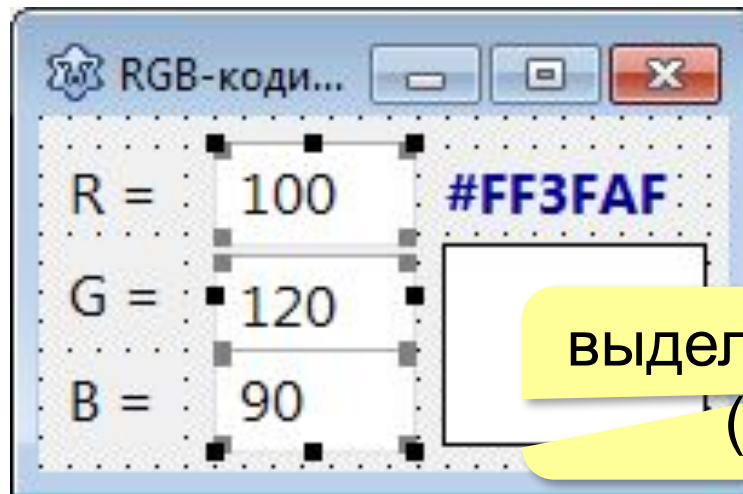 RGB-коди...
R = 100 #FF3FAF
G = 120
B = 90
выдел
(